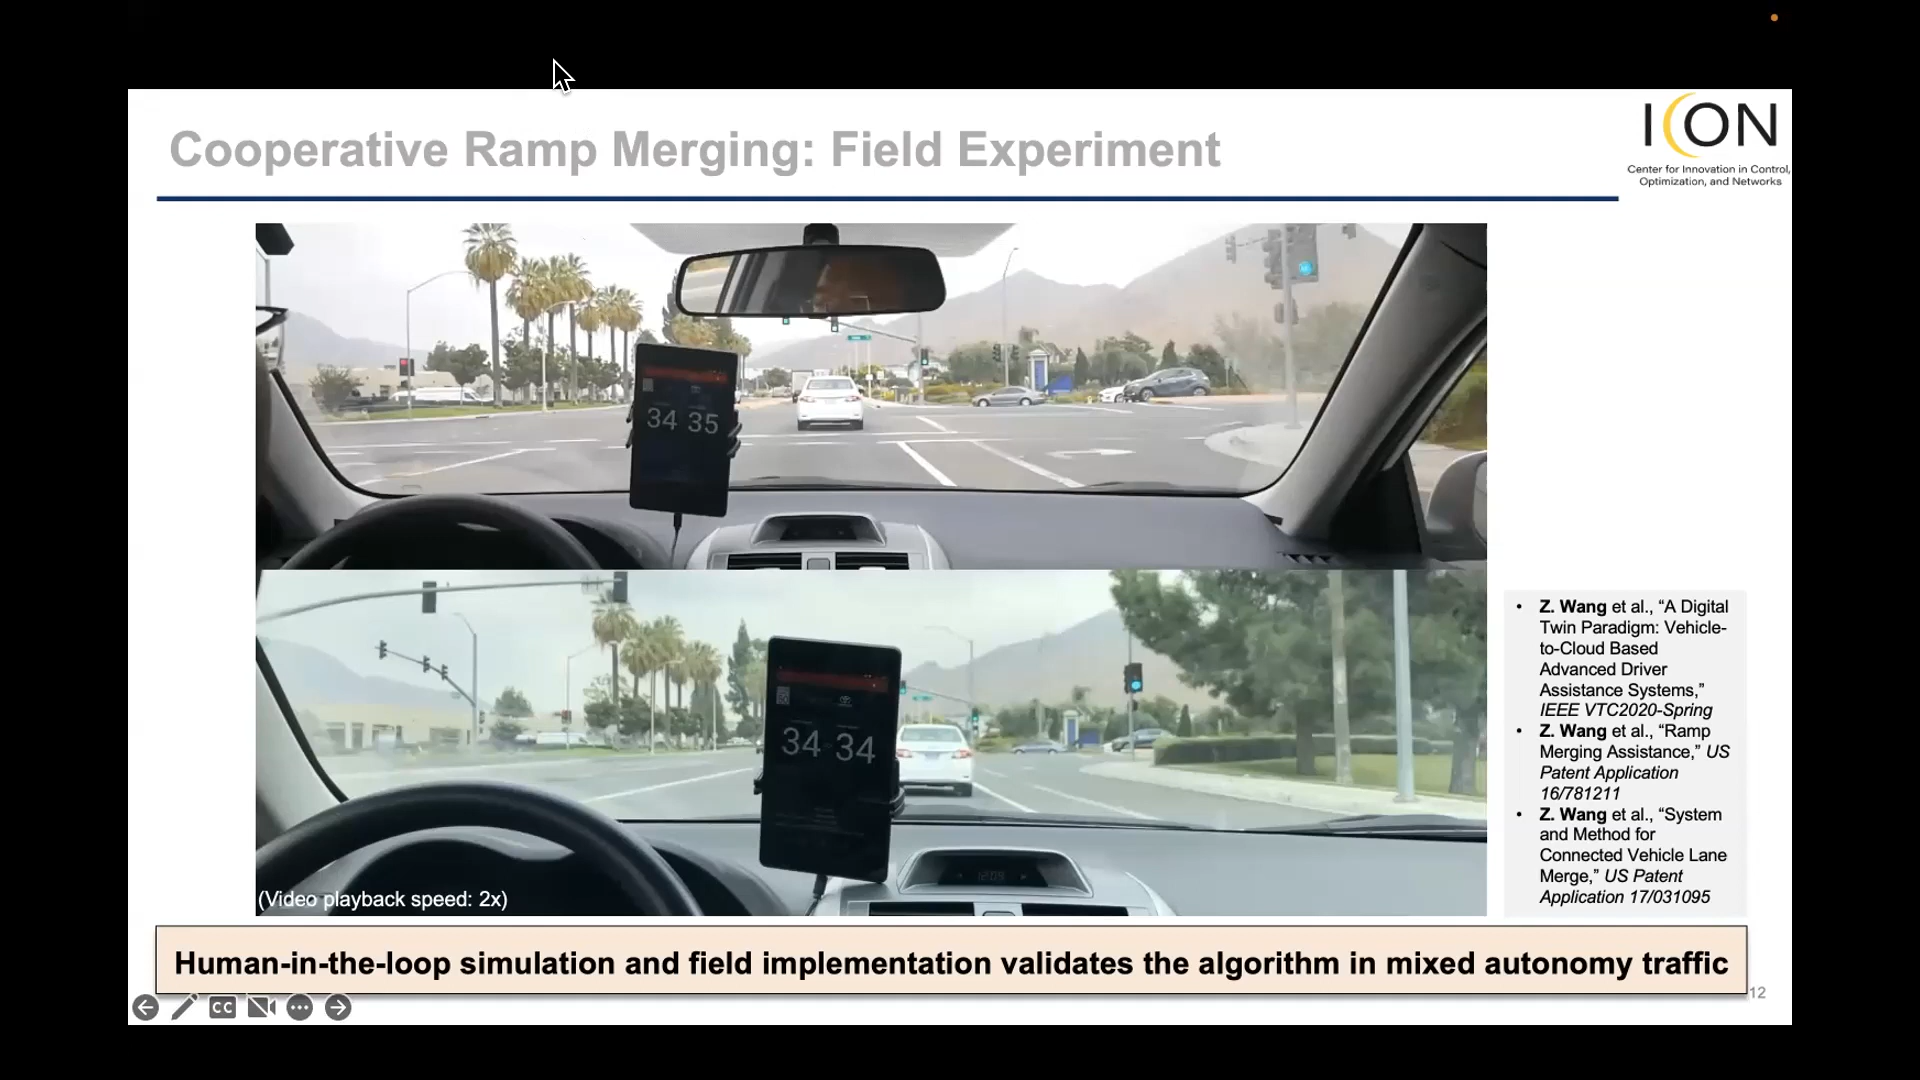 Cooperative Ramp Merging: Field Experiment
ICON
Center for Innovation in Control,
Optimization, and Networks
34 35
34 34
12:09
(Video playback speed: 2x)
• Z. Wang et al., “A Digital
Twin Paradigm: Vehicle-
to-Cloud Based
Advanced Driver
Assistance Systems,”
IEEE VTC2020-Spring
• Z. Wang et al., “Ramp
Merging Assistance,” US
Patent Application
16/781211
• Z. Wang et al., “System
and Method for
Connected Vehicle Lane
Merge,” US Patent
Application 17/031095
Human-in-the-loop simulation and field implementation validates the algorithm in mixed autonomy traffic
CC
12